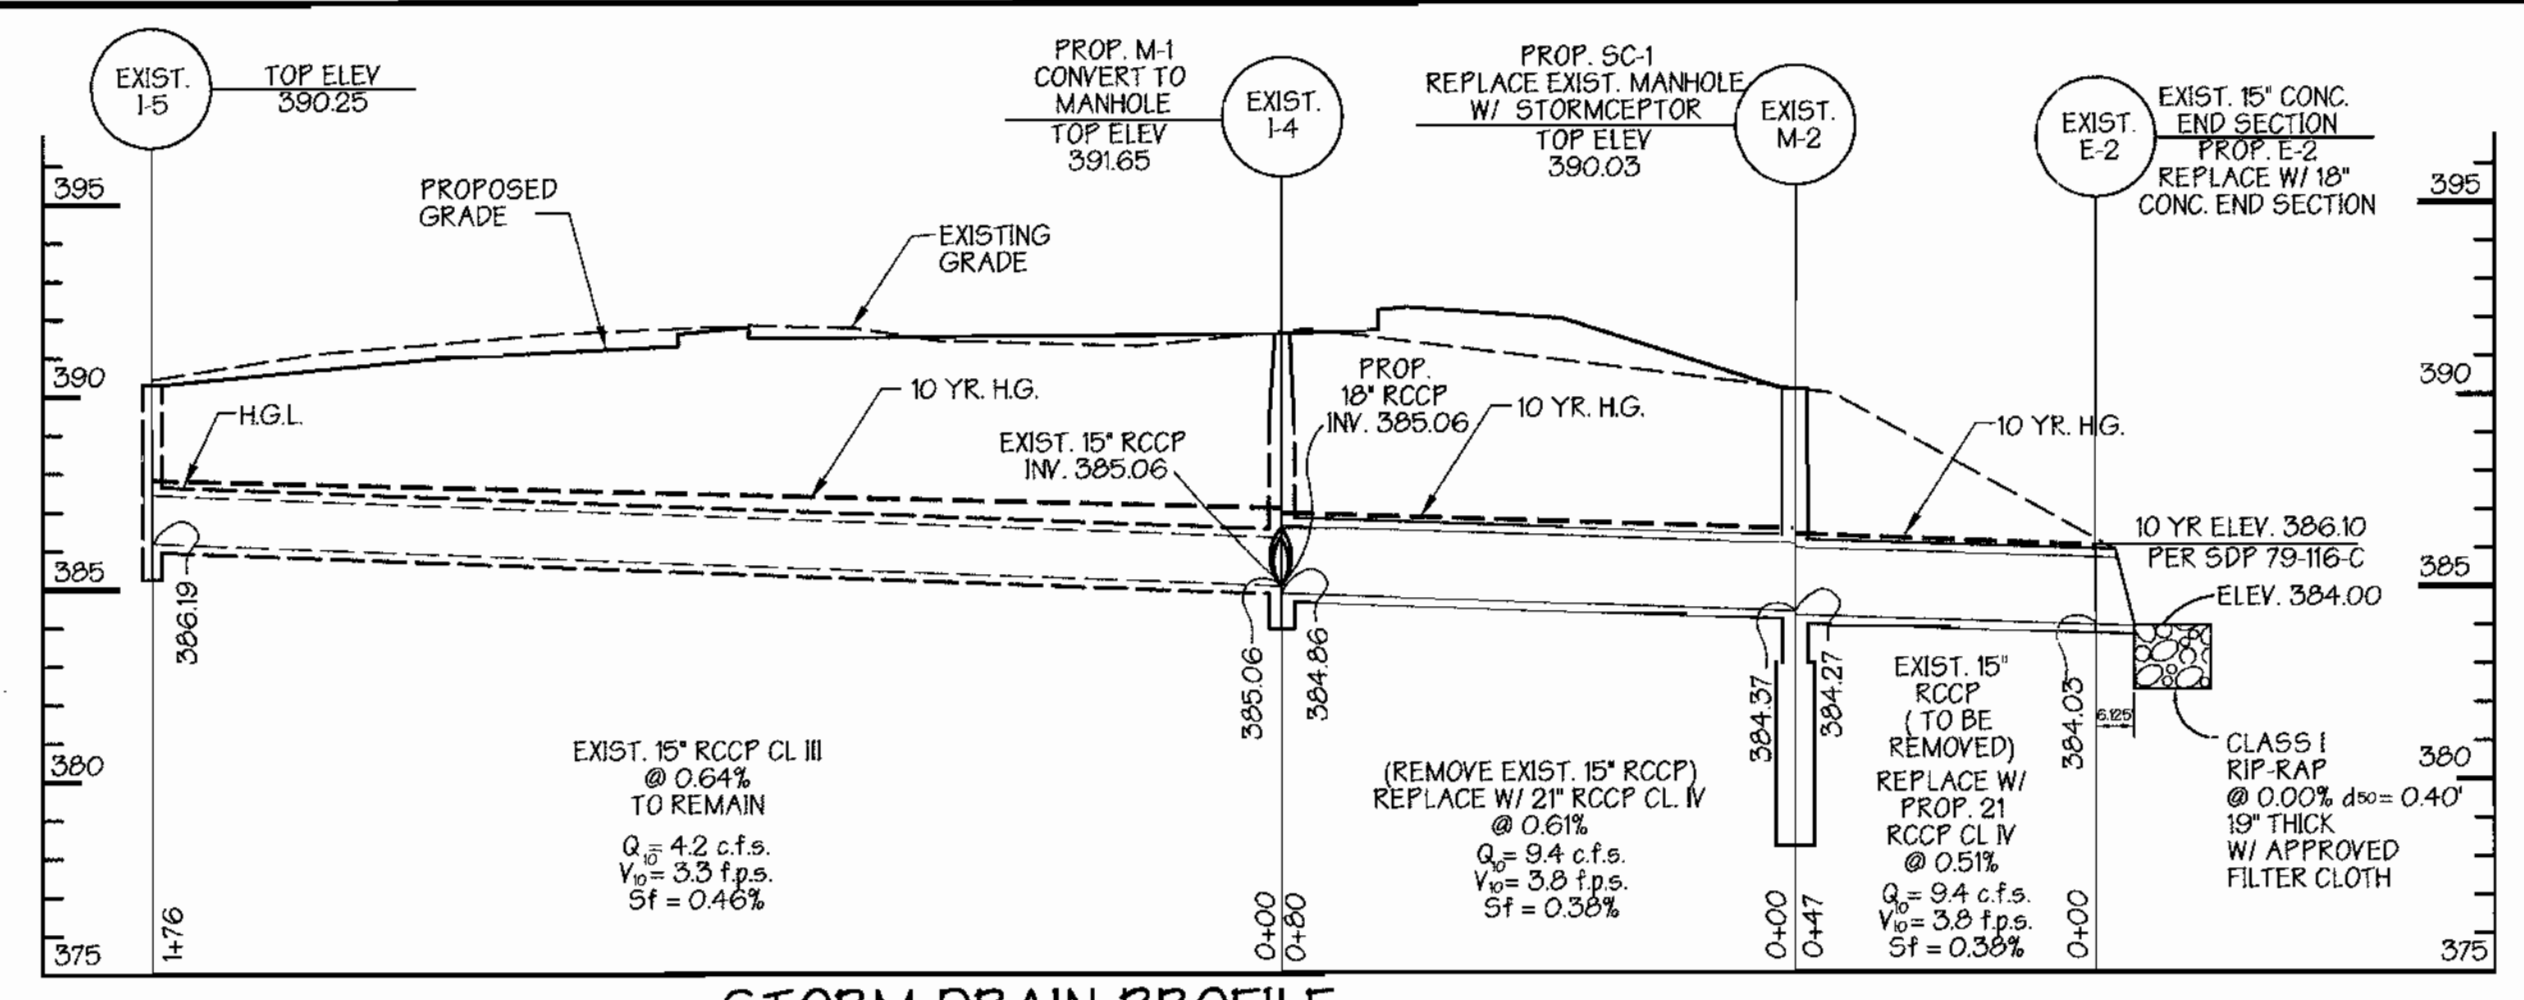 EXIST.
I-5
TOP ELEV
390.25
PROP. M-1
CONVERT TO
MANHOLE
TOP ELEV
391.65
EXIST.
I-4
PROP. SC-1
REPLACE EXIST. MANHOLE
W/ STORMCEPTOR
TOP ELEV
390.03
EXIST.
M-2
EXIST.
E-2
EXIST. 15" CONC.
END SECTION
PROP. E-2
REPLACE W/ 18"
CONC. END SECTION
395
390
385
380
375
395
390
385
380
375
PROPOSED
GRADE
EXISTING
GRADE
H.G.L.
10 YR. H.G.
EXIST. 15" RCCP
INV. 385.06
PROP.
18" RCCP
INV. 385.06
10 YR. H.G.
10 YR. H.G.
10 YR ELEV. 386.10
PER SDP 79-116-C
ELEV. 384.00
386.19
385.06
384.86
384.37
384.27
384.03
6.125'
EXIST. 15" RCCP CL III
@ 0.64%
TO REMAIN
Q10= 4.2 c.f.s.
V10= 3.3 f.p.s.
Sf = 0.46%
(REMOVE EXIST. 15" RCCP)
REPLACE W/ 21" RCCP CL. IV
@ 0.61%
Q10= 9.4 c.f.s.
V10= 3.8 f.p.s.
Sf = 0.38%
EXIST. 15"
RCCP
(TO BE
REMOVED)
REPLACE W/
PROP. 21
RCCP CL IV
@ 0.51%
Q10= 9.4 c.f.s.
V10= 3.8 f.p.s.
Sf = 0.38%
CLASS I
RIP-RAP
@ 0.00% d50= 0.40'
19" THICK
W/ APPROVED
FILTER CLOTH
1+76
0+00
0+80
0+00
0+47
0+00
STORM DRAIN PROFILE